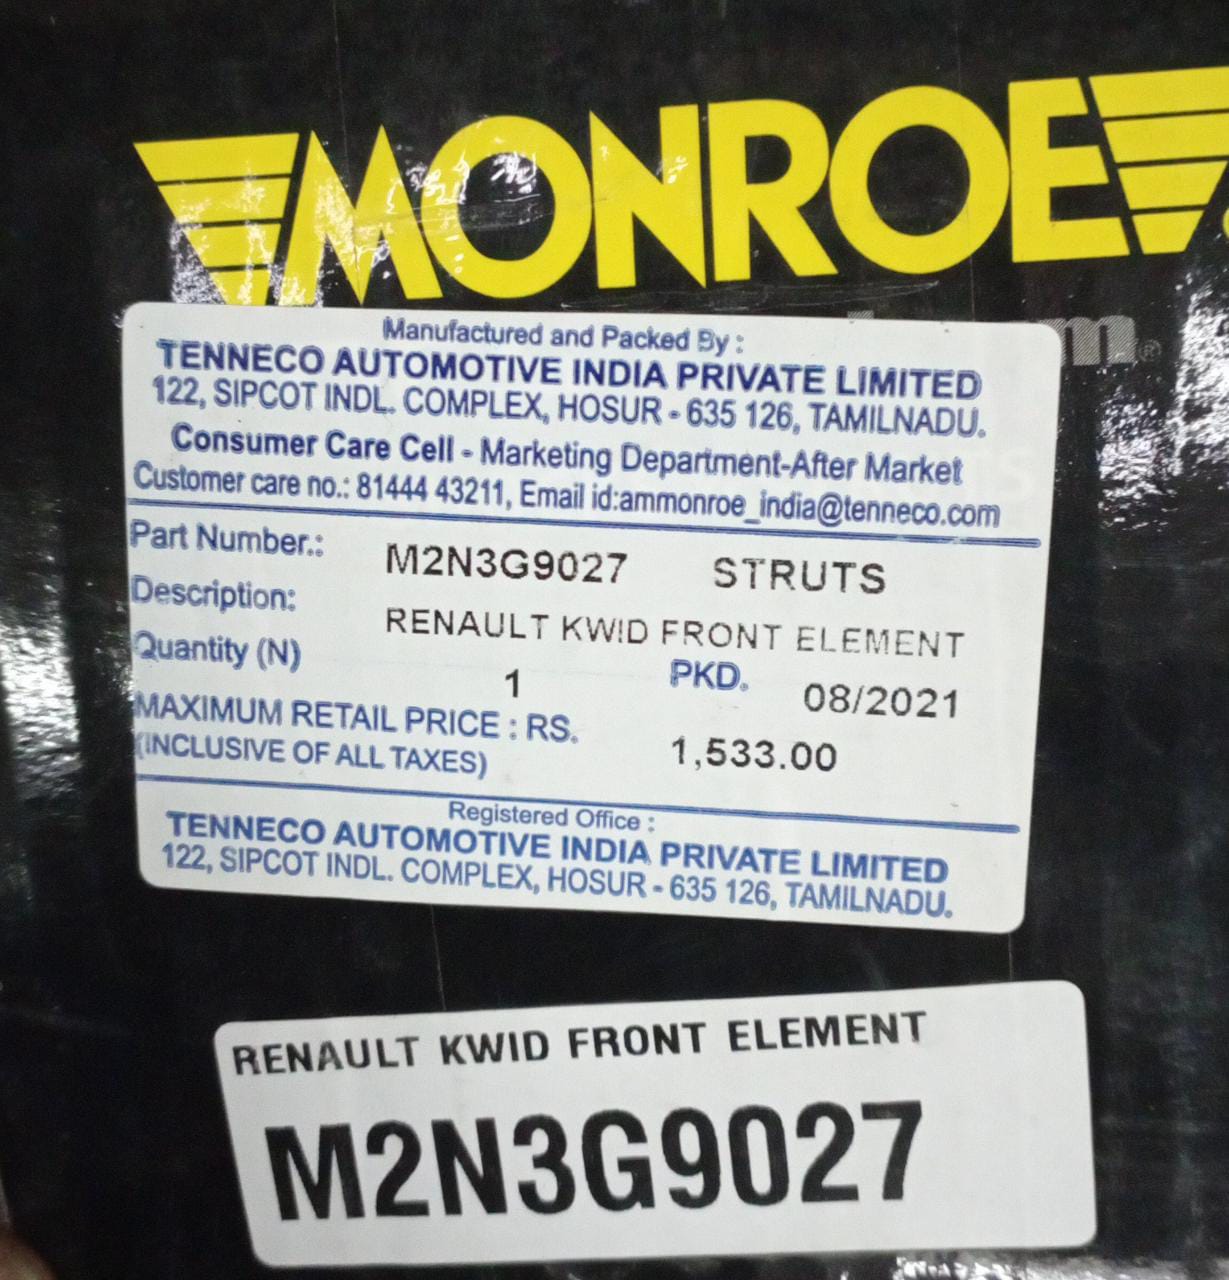 MONROE
Manufactured and Packed By :
TENNECO AUTOMOTIVE INDIA PRIVATE LIMITED
122, SIPCOT INDL. COMPLEX, HOSUR - 635 126, TAMILNADU.
Consumer Care Cell - Marketing Department-After Market
Customer care no.: 81444 43211, Email id:ammonroe_india@tenneco.com
Part Number.: M2N3G9027 STRUTS
Description: RENAULT KWID FRONT ELEMENT
Quantity (N) 1 PKD. 08/2021
MAXIMUM RETAIL PRICE : RS. 1,533.00
(INCLUSIVE OF ALL TAXES)
Registered Office :
TENNECO AUTOMOTIVE INDIA PRIVATE LIMITED
122, SIPCOT INDL. COMPLEX, HOSUR - 635 126, TAMILNADU.
RENAULT KWID FRONT ELEMENT
M2N3G9027